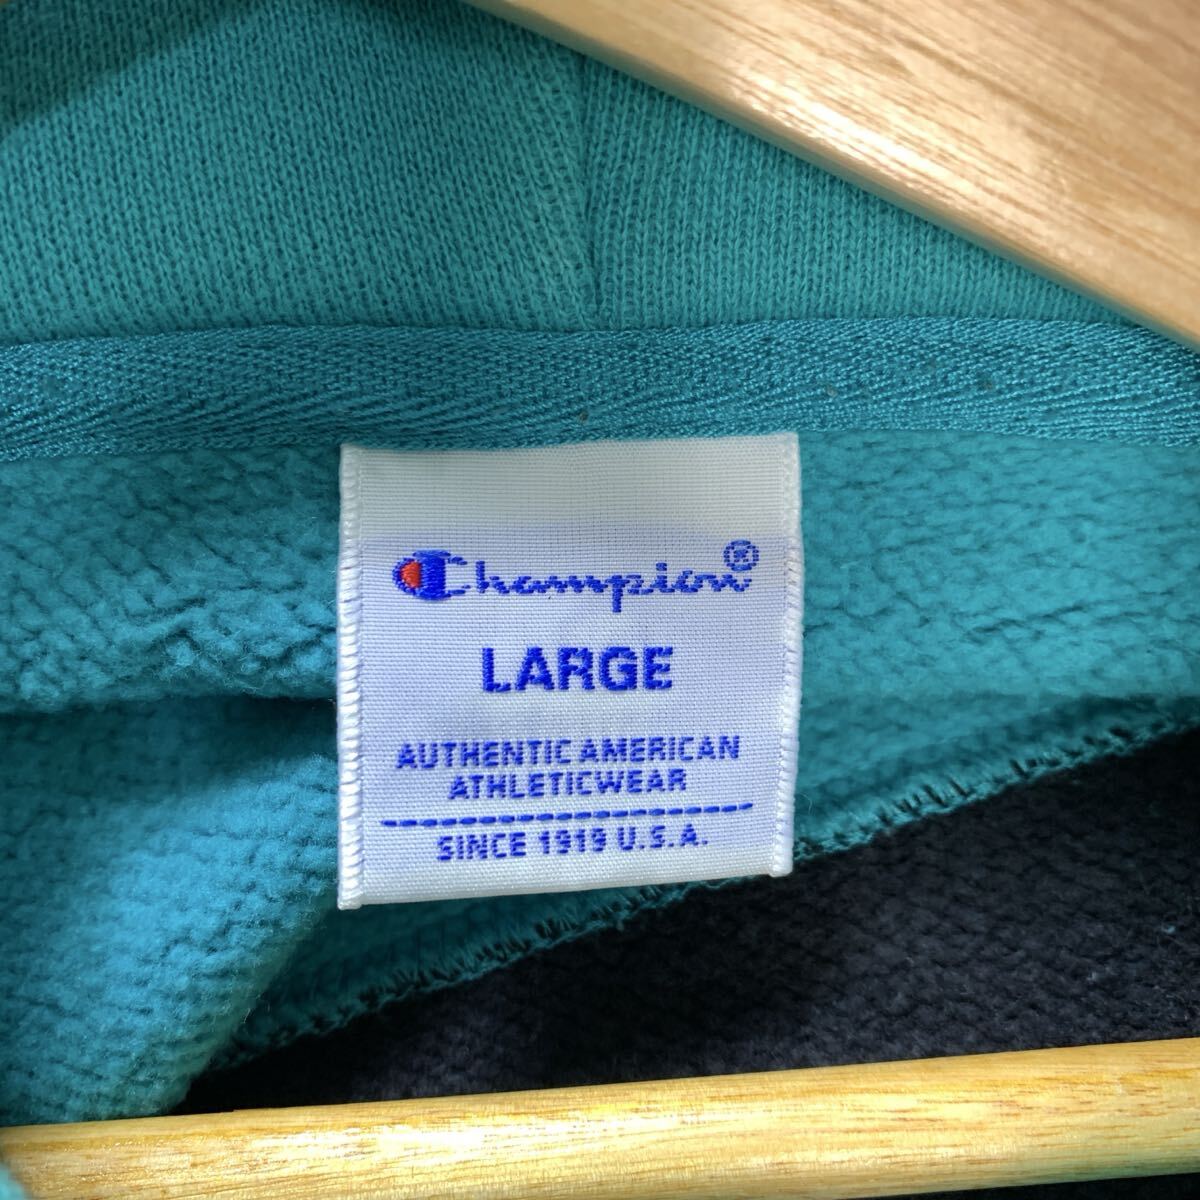 Champion®
LARGE
AUTHENTIC AMERICAN
ATHLETICWEAR
SINCE 1919 U.S.A.